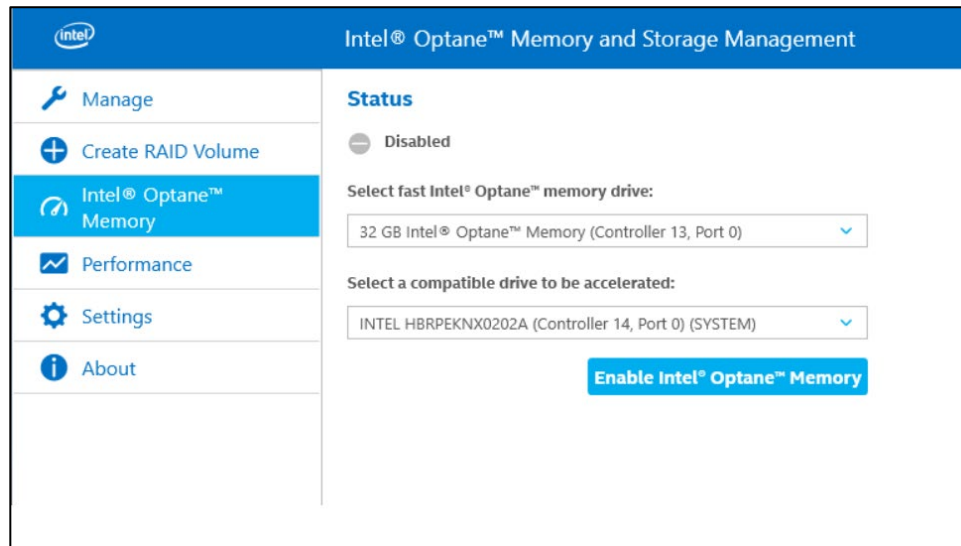 intel
Intel® Optane™ Memory and Storage Management
Manage
Create RAID Volume
Intel® Optane™
Memory
Performance
Settings
About
Status
Disabled
Select fast Intel® Optane™ memory drive:
32 GB Intel® Optane™ Memory (Controller 13, Port 0)
Select a compatible drive to be accelerated:
INTEL HBRPEKNX0202A (Controller 14, Port 0) (SYSTEM)
Enable Intel® Optane™ Memory